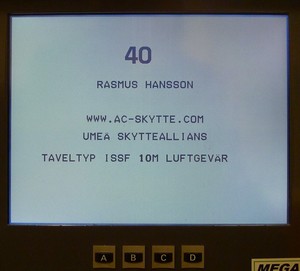 40
RASMUS HANSSON
WWW.AC-SKYTTE.COM
UMEA SKYTTEALLIANS
TAVELTYP ISSF 10M LUFTGEVAR
A B C D
MEGA